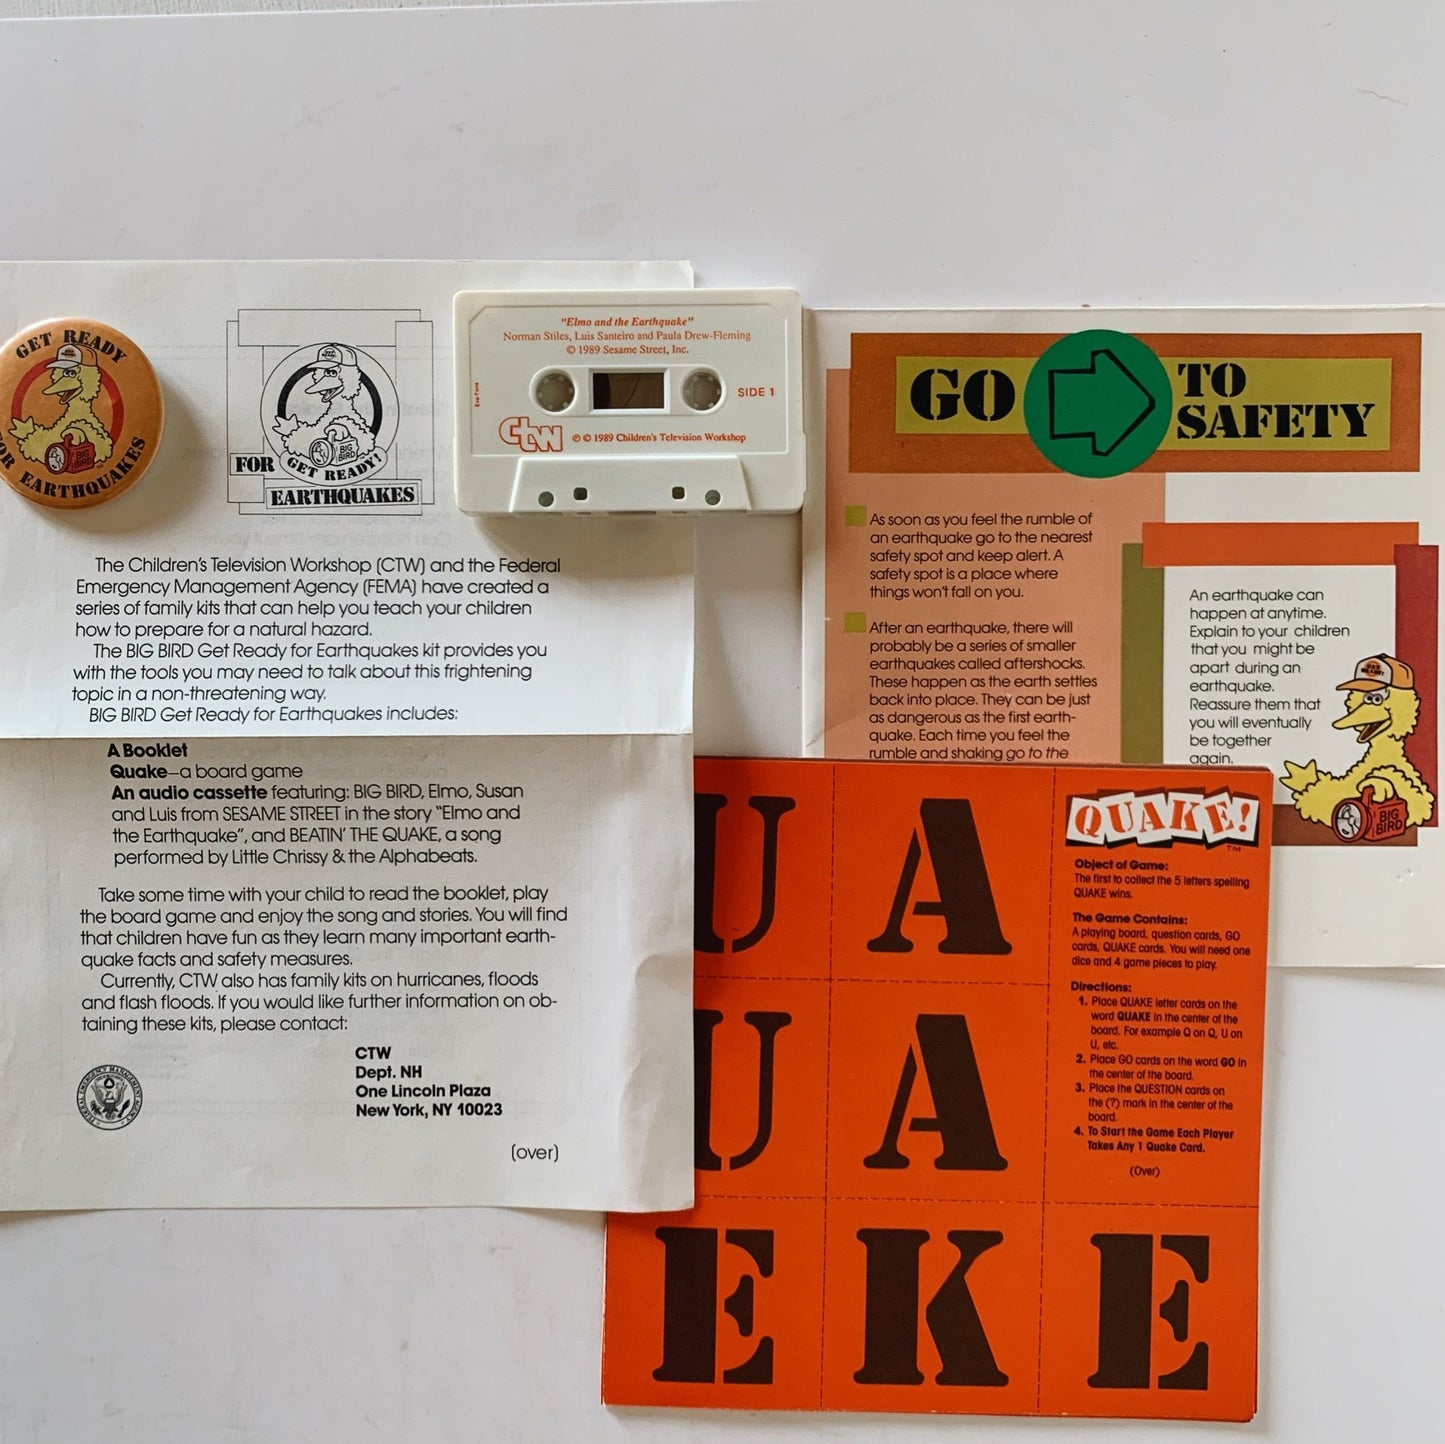 GET READY
FOR EARTHQUAKES
BIG
BIRD
GET READY!
BIG
BIRD
FOR
EARTHQUAKES
The Children's Television Workshop (CTW) and the Federal
Emergency Management Agency (FEMA) have created a
series of family kits that can help you teach your children
how to prepare for a natural hazard.
The BIG BIRD Get Ready for Earthquakes kit provides you
with the tools you may need to talk about this frightening
topic in a non-threatening way.
BIG BIRD Get Ready for Earthquakes includes:
A Booklet
Quake—a board game
An audio cassette featuring: BIG BIRD, Elmo, Susan
and Luis from SESAME STREET in the story "Elmo and
the Earthquake", and BEATIN' THE QUAKE, a song
performed by Little Chrissy & the Alphabeats.
Take some time with your child to read the booklet, play
the board game and enjoy the song and stories. You will find
that children have fun as they learn many important earth-
quake facts and safety measures.
Currently, CTW also has family kits on hurricanes, floods
and flash floods. If you would like further information on ob-
taining these kits, please contact:
CTW
Dept. NH
One Lincoln Plaza
New York, NY 10023
(over)
FEDERAL EMERGENCY MANAGEMENT AGENCY
"Elmo and the Earthquake"
Norman Stiles, Luis Santeiro and Paula Drew-Fleming
© 1989 Sesame Street, Inc.
SIDE 1
CTW
℗ © 1989 Children's Television Workshop
GO
TO
SAFETY
As soon as you feel the rumble of
an earthquake go to the nearest
safety spot and keep alert. A
safety spot is a place where
things won't fall on you.
After an earthquake, there will
probably be a series of smaller
earthquakes called aftershocks.
These happen as the earth settles
back into place. They can be just
as dangerous as the first earth-
quake. Each time you feel the
rumble and shaking go to the
An earthquake can
happen at anytime.
Explain to your children
that you might be
apart during an
earthquake.
Reassure them that
you will eventually
be together
again.
GET
READY!
BIG
BIRD
U A
U A
E K E
QUAKE!™
Object of Game:
The first to collect the 5 letters spelling
QUAKE wins.
The Game Contains:
A playing board, question cards, GO
cards, QUAKE cards. You will need one
dice and 4 game pieces to play.
Directions:
1. Place QUAKE letter cards on the
word QUAKE in the center of the
board. For example Q on Q, U on
U, etc.
2. Place GO cards on the word GO in
the center of the board.
3. Place the QUESTION cards on
the (?) mark in the center of the
board.
4. To Start the Game Each Player
Takes Any 1 Quake Card.
(Over)